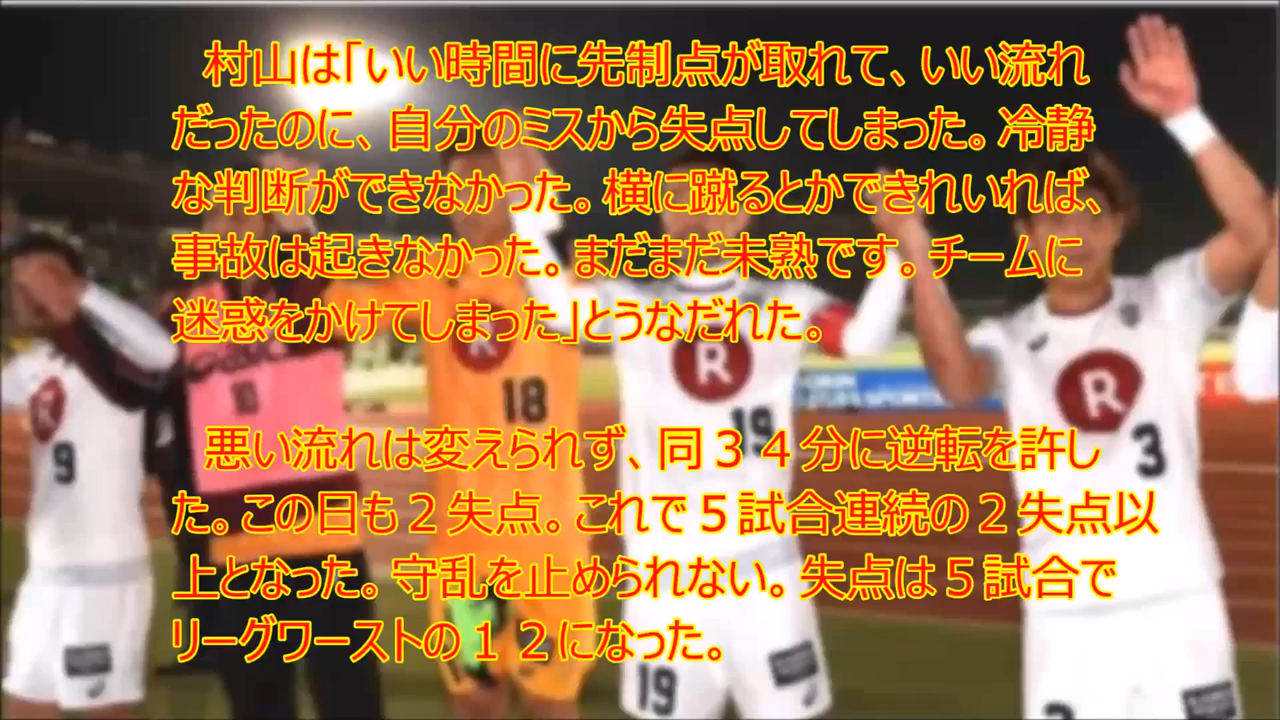 村山は「いい時間に先制点が取れて、いい流れ
だったのに、自分のミスから失点してしまった。冷静
な判断ができなかった。横に蹴るとかできれいれば、
事故は起きなかった。まだまだ未熟です。チームに
迷惑をかけてしまった」とうなだれた。
悪い流れは変えられず、同３４分に逆転を許し
た。この日も２失点。これで５試合連続の２失点以
上となった。守乱を止められない。失点は５試合で
リーグワーストの１２になった。
R
9
10
R
18
R
19
R
3
19
3